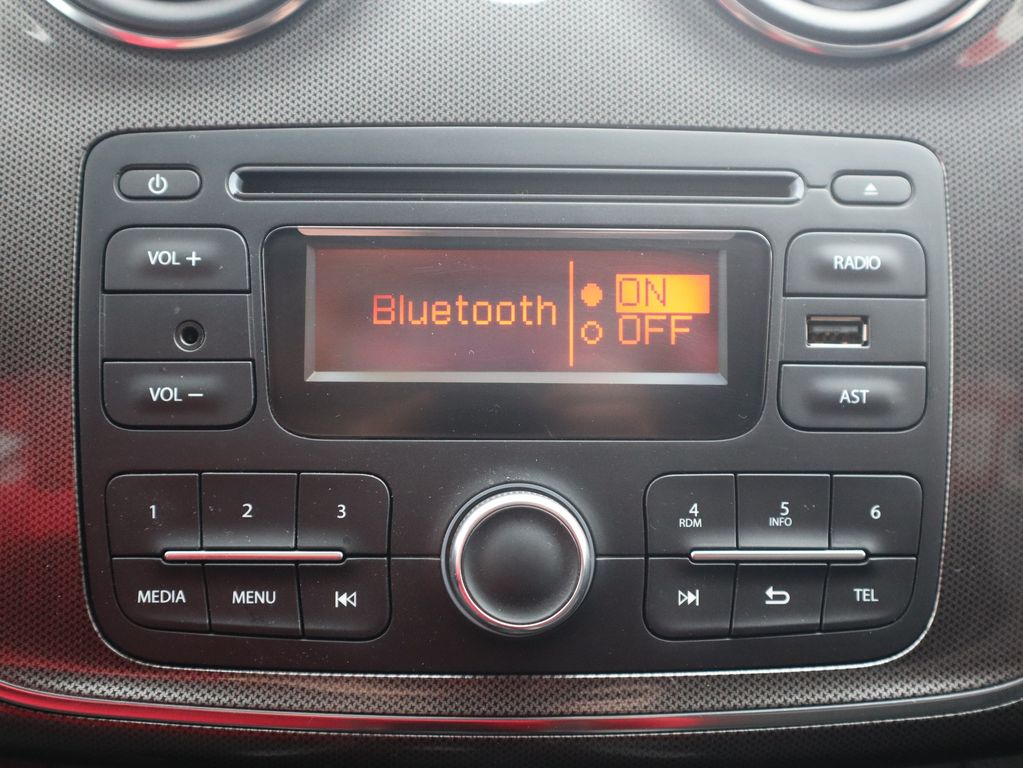 VOL +
RADIO
Bluetooth
ON
OFF
VOL −
AST
1
2
3
4
RDM
5
INFO
6
MEDIA
MENU
TEL